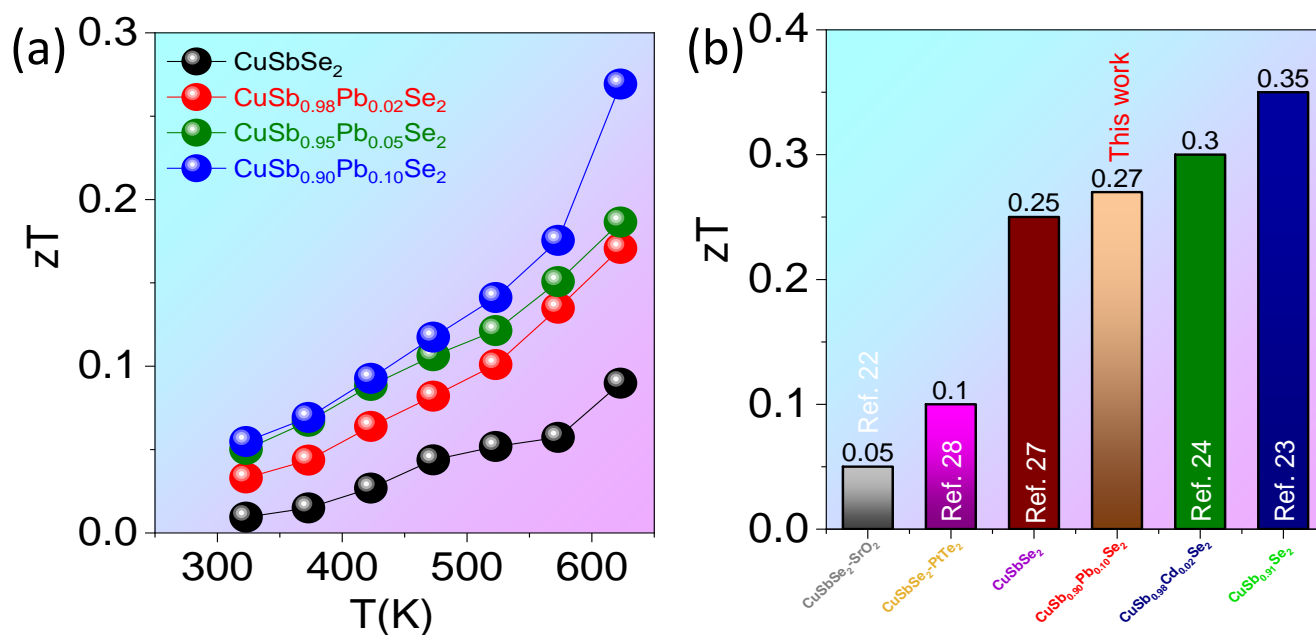 (a)
0.3
0.2
0.1
0.0
zT
CuSbSe₂
CuSb₀.₉₈Pb₀.₀₂Se₂
CuSb₀.₉₅Pb₀.₀₅Se₂
CuSb₀.₉₀Pb₀.₁₀Se₂
300 400 500 600
T(K)
(b)
0.4
0.3
0.2
0.1
0.0
zT
0.05
0.1
0.25
0.27
0.3
0.35
Ref. 22
Ref. 28
Ref. 27
This work
Ref. 24
Ref. 23
CuSbSe₂-SrO₂
CuSbSe₂-PtTe₂
CuSbSe₂
CuSb₀.₉₀Pb₀.₁₀Se₂
CuSb₀.₉₈Cd₀.₀₂Se₂
CuSb₀.₉₁Se₂